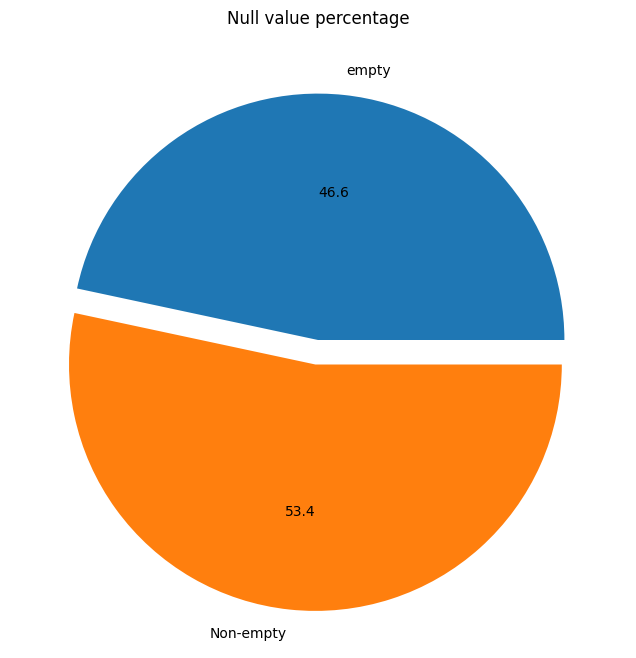 Null value percentage
empty
46.6
53.4
Non-empty